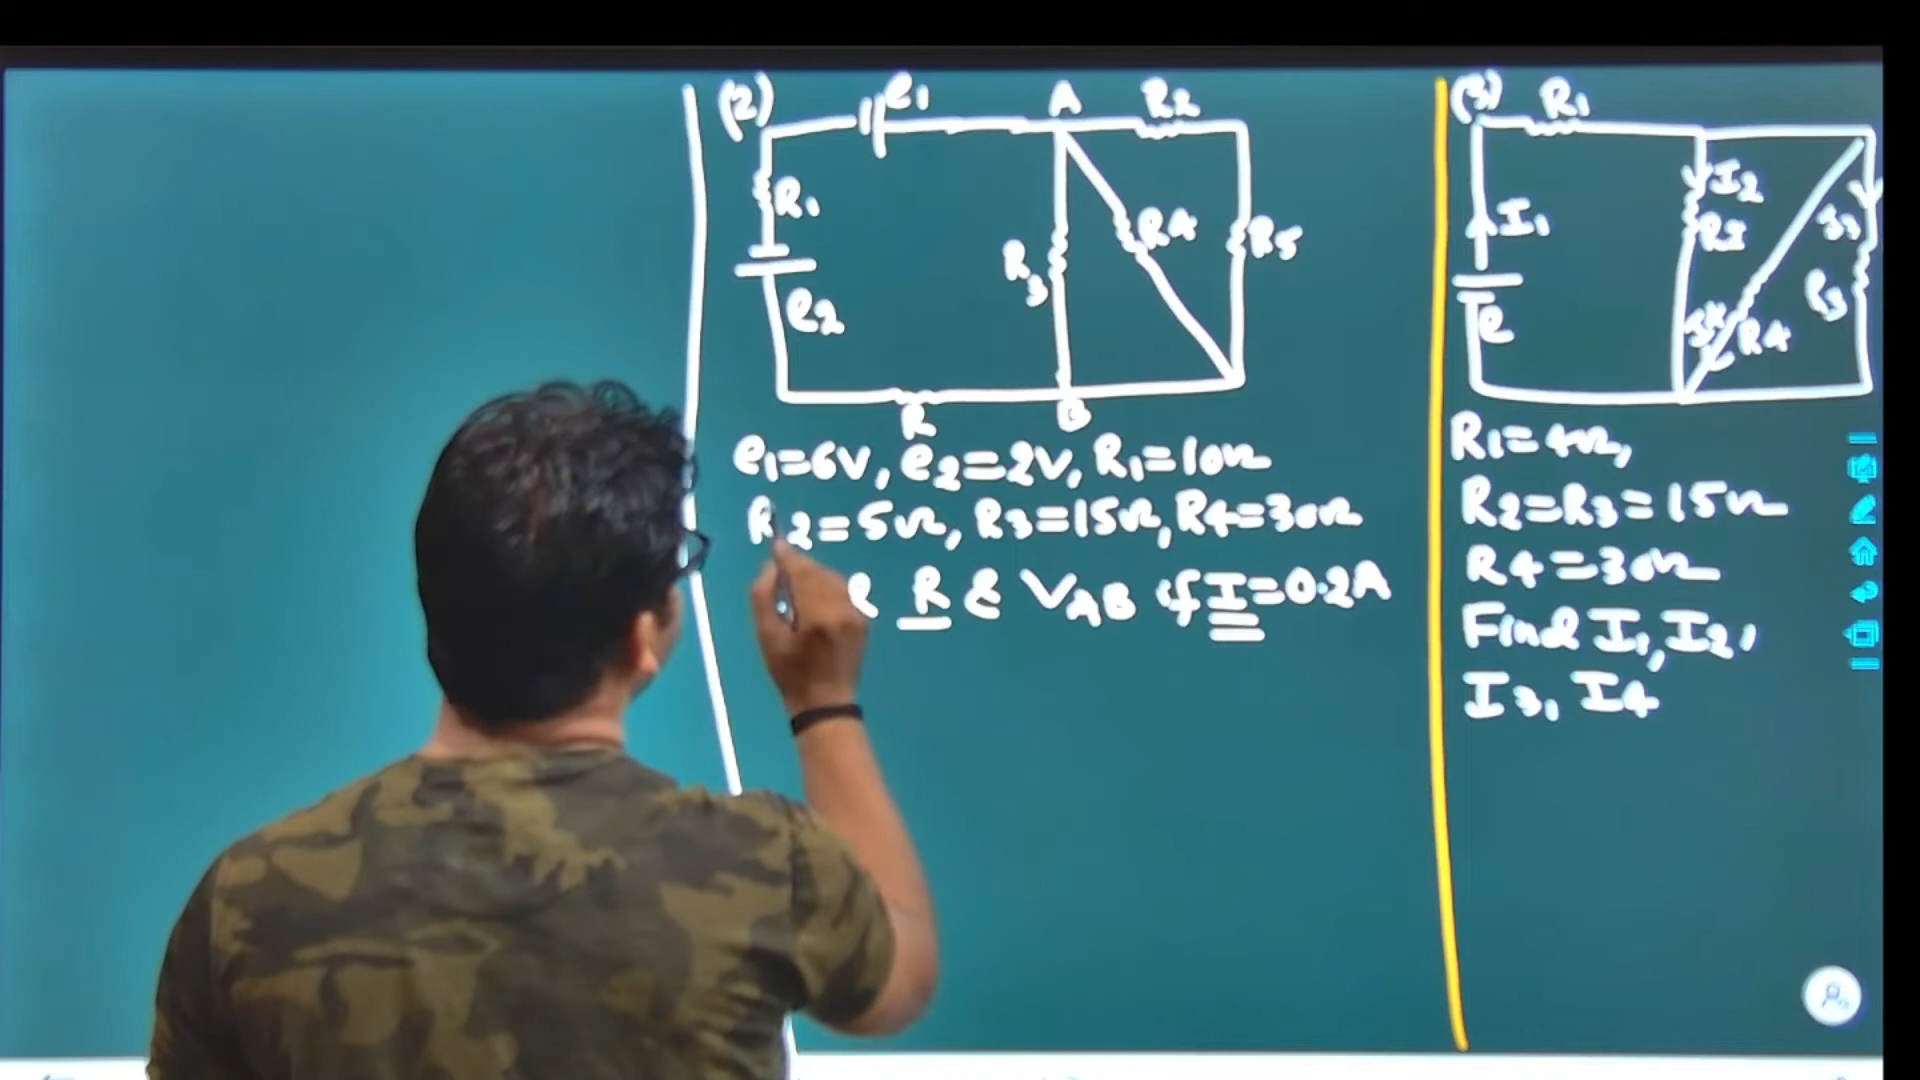 (2)
e1
A
R2
R1
R3
R4
R5
e2
R
B
e1=6V, e2=2V, R1=10Ω
R2=5Ω, R3=15Ω, R4=30Ω
R & VAB if I=0.2A
(3)
R1
I2
I1
R2
I3
R3
R4
e
R1=4Ω,
R2=R3=15Ω
R4=30Ω
Find I1, I2,
I3, I4